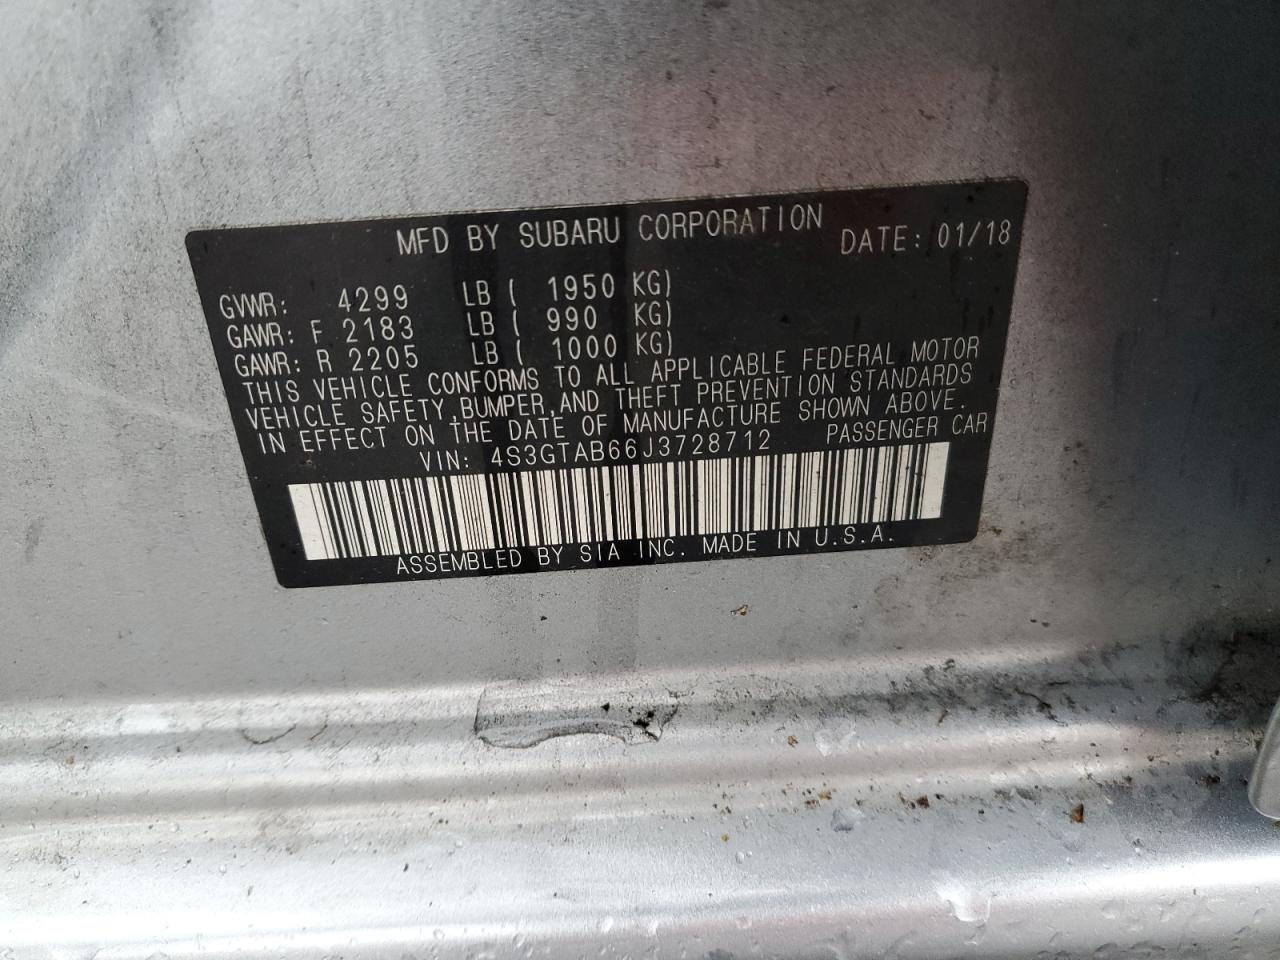 MFD BY SUBARU CORPORATION DATE: 01/18
GVWR: 4299 LB ( 1950 KG)
GAWR: F 2183 LB ( 990 KG)
GAWR: R 2205 LB ( 1000 KG)
THIS VEHICLE CONFORMS TO ALL APPLICABLE FEDERAL MOTOR
VEHICLE SAFETY,BUMPER,AND THEFT PREVENTION STANDARDS
IN EFFECT ON THE DATE OF MANUFACTURE SHOWN ABOVE.
VIN: 4S3GTAB66J3728712 PASSENGER CAR
ASSEMBLED BY SIA INC. MADE IN U.S.A.